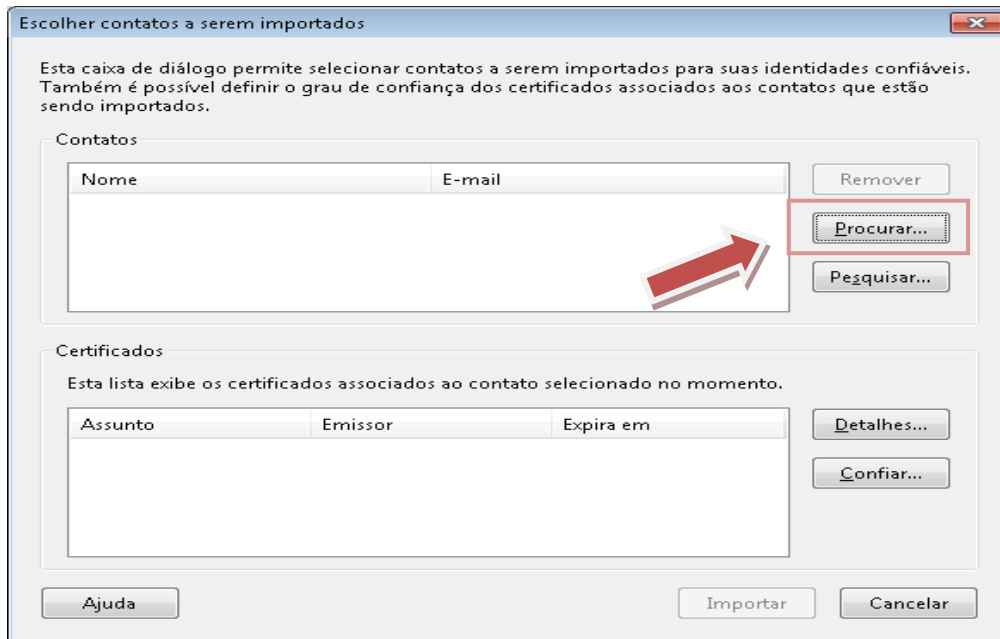 Escolher contatos a serem importados
Esta caixa de diálogo permite selecionar contatos a serem importados para suas identidades confiáveis.
Também é possível definir o grau de confiança dos certificados associados aos contatos que estão
sendo importados.
Contatos
Nome E-mail
Remover
Procurar...
Pesquisar...
Certificados
Esta lista exibe os certificados associados ao contato selecionado no momento.
Assunto Emissor Expira em
Detalhes...
Confiar...
Ajuda Importar Cancelar